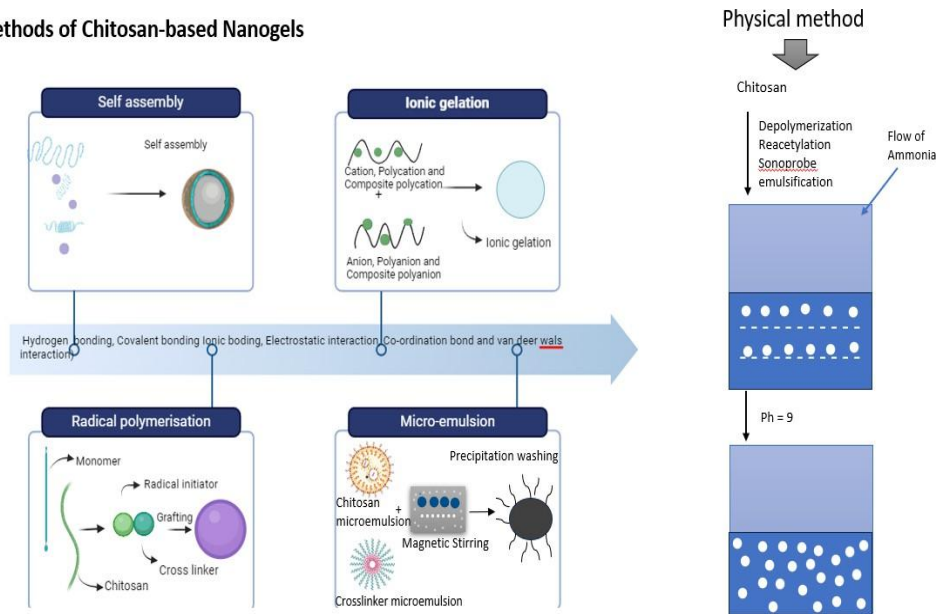 ethods of Chitosan-based Nanogels
Self assembly
Self assembly
Ionic gelation
Cation, Polycation and
Composite polycation
+
Anion, Polyanion and
Composite polyanion
Ionic gelation
Hydrogen bonding, Covalent bonding Ionic boding, Electrostatic interaction, Co-ordination bond and van deer wals
interaction)
Radical polymerisation
Monomer
Radical initiator
Grafting
Cross linker
Chitosan
Micro-emulsion
Precipitation washing
Chitosan
microemulsion
+
Magnetic Stirring
Crosslinker microemulsion
Physical method
Chitosan
Depolymerization
Reacetylation
Sonoprobe
emulsification
Flow of
Ammonia
Ph = 9